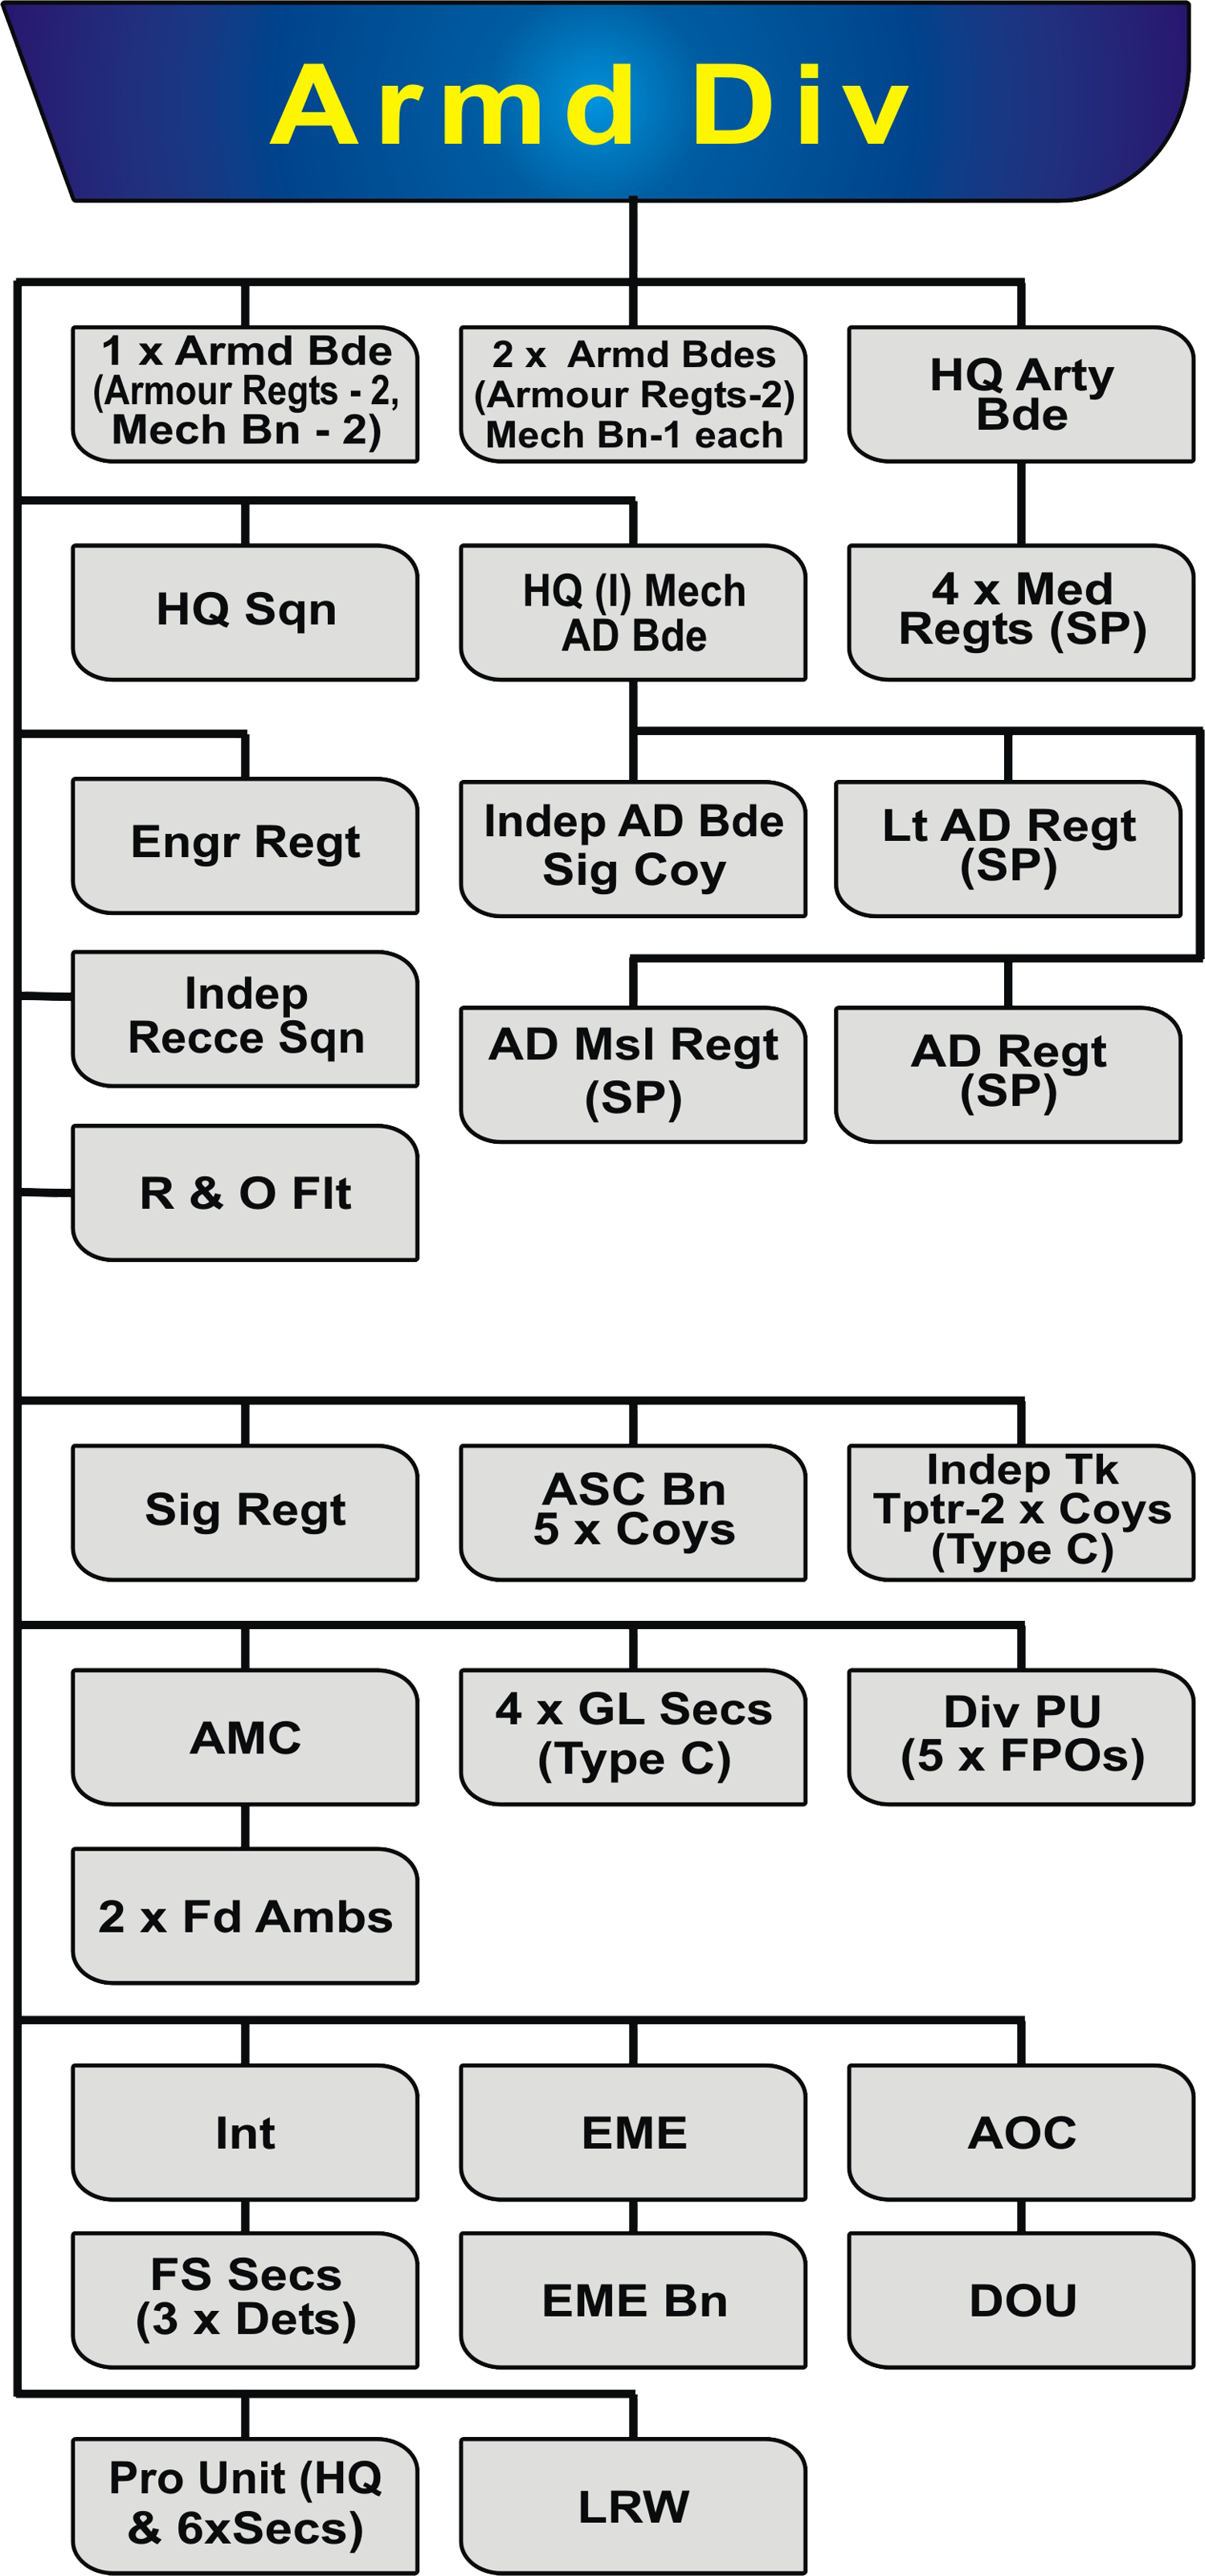 Armd Div
1 x Armd Bde
(Armour Regts - 2,
Mech Bn - 2)
2 x Armd Bdes
(Armour Regts-2)
Mech Bn-1 each
HQ Arty
Bde
HQ Sqn
HQ (I) Mech
AD Bde
4 x Med
Regts (SP)
Engr Regt
Indep AD Bde
Sig Coy
Lt AD Regt
(SP)
Indep
Recce Sqn
AD Msl Regt
(SP)
AD Regt
(SP)
R & O Flt
Sig Regt
ASC Bn
5 x Coys
Indep Tk
Tptr-2 x Coys
(Type C)
AMC
4 x GL Secs
(Type C)
Div PU
(5 x FPOs)
2 x Fd Ambs
Int
EME
AOC
FS Secs
(3 x Dets)
EME Bn
DOU
Pro Unit (HQ
& 6xSecs)
LRW